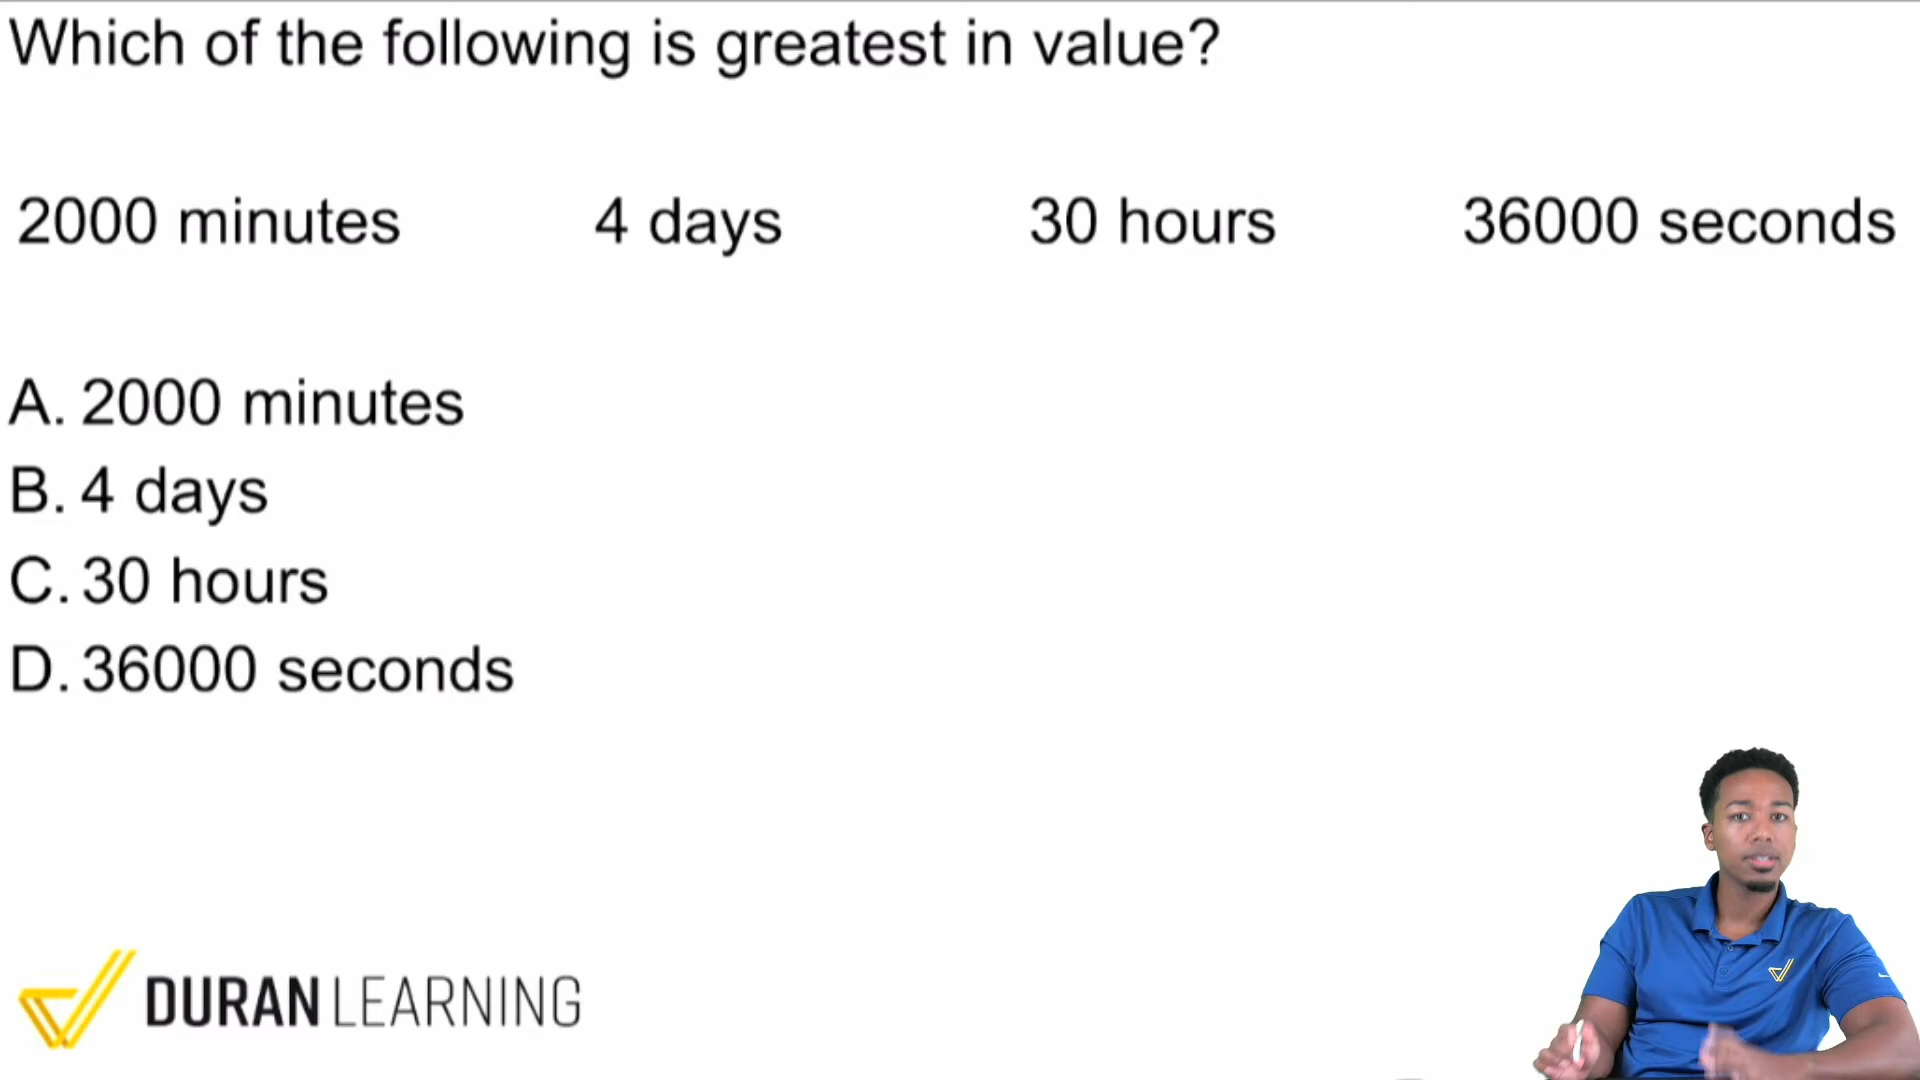 Which of the following is greatest in value?
2000 minutes 4 days 30 hours 36000 seconds
A. 2000 minutes
B. 4 days
C. 30 hours
D. 36000 seconds
DURAN LEARNING